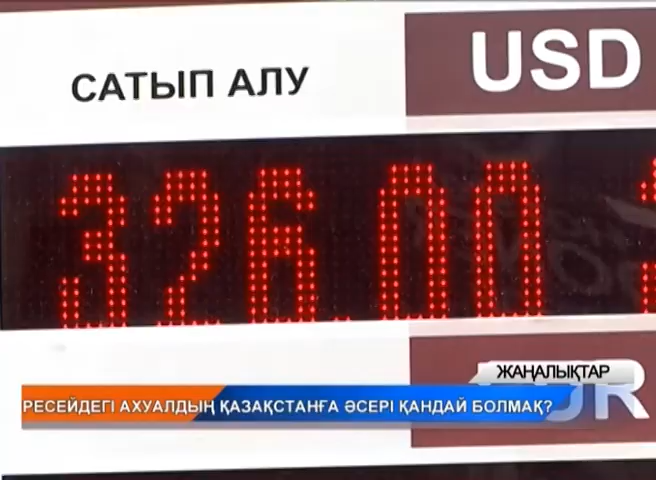 САТЫП АЛУ
USD
326.00
ЖАҢАЛЫҚТАР
РЕСЕЙДЕГІ АХУАЛДЫҢ ҚАЗАҚСТАНҒА ӘСЕРІ ҚАНДАЙ БОЛМАҚ?